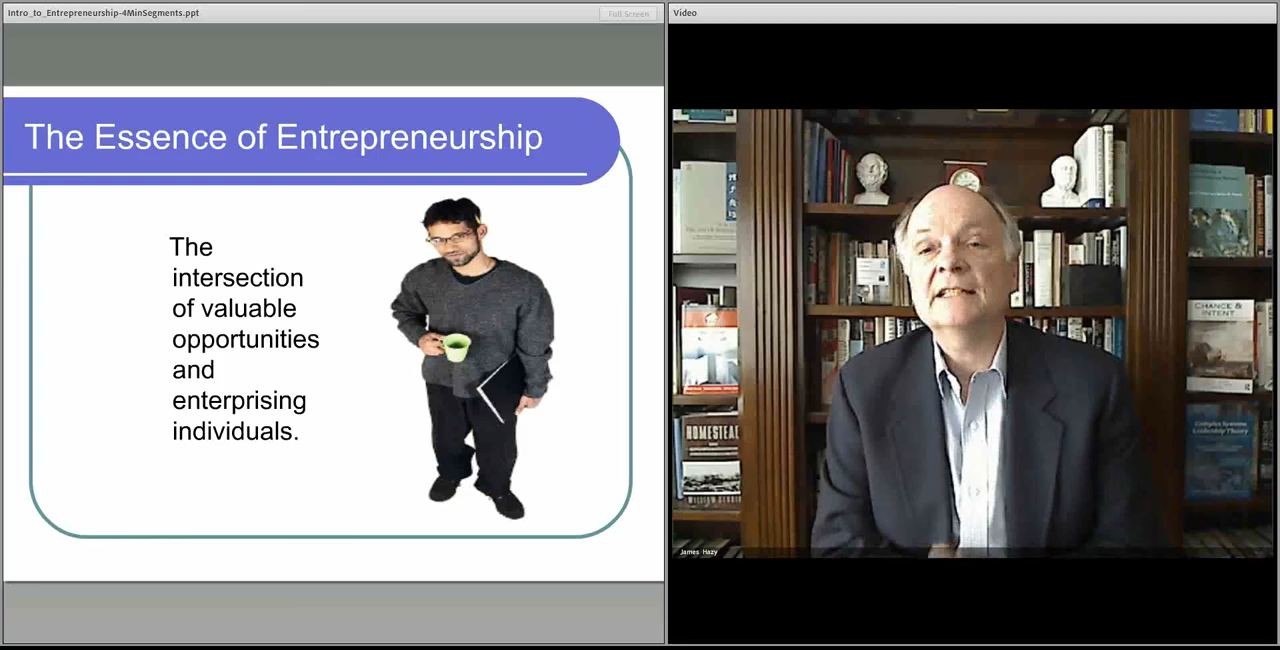 Intro_to_Entrepreneurship-4MinSegments.ppt
Full Screen
Video
The Essence of Entrepreneurship
The
intersection
of valuable
opportunities
and
enterprising
individuals.
CHANCE &
INTENT
HOMESTEAD
Complex Systems
Leadership Theory
James Hazy